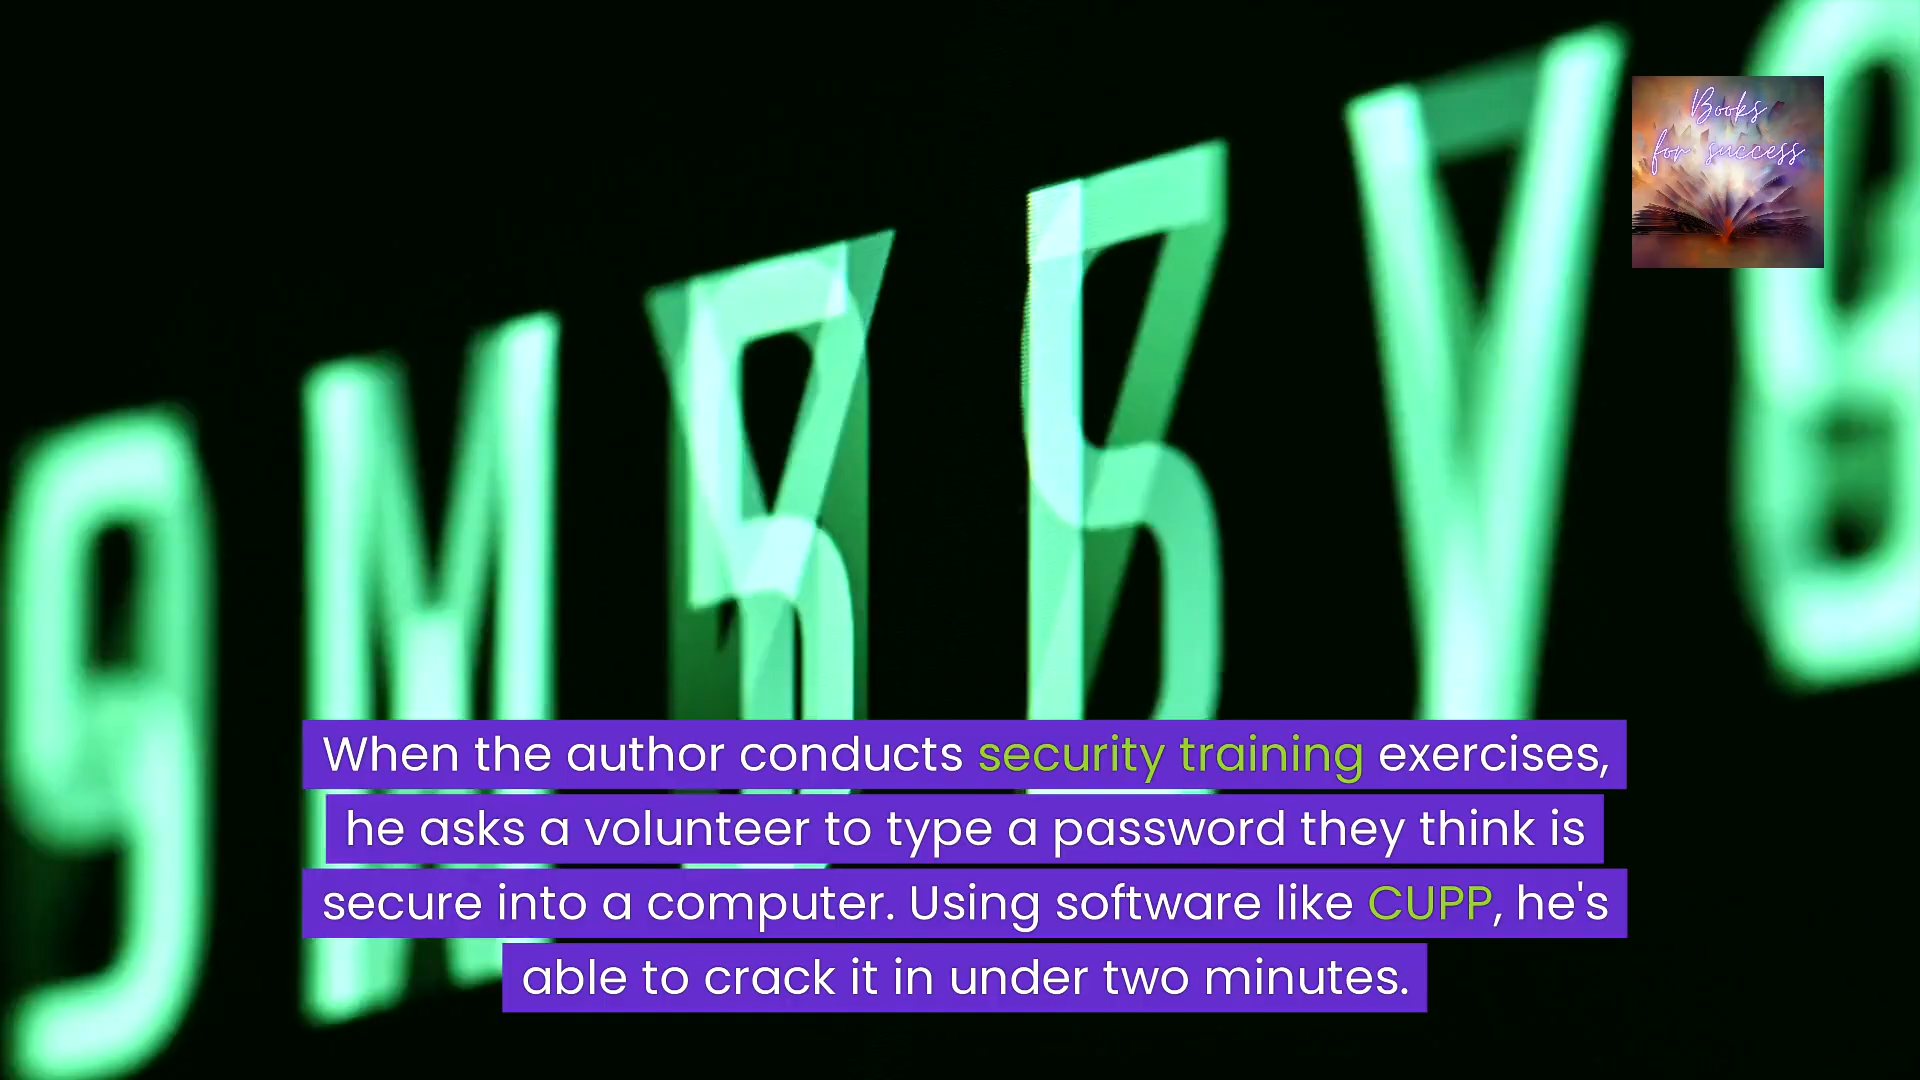 Books
for success
When the author conducts security training exercises,
he asks a volunteer to type a password they think is
secure into a computer. Using software like CUPP, he's
able to crack it in under two minutes.